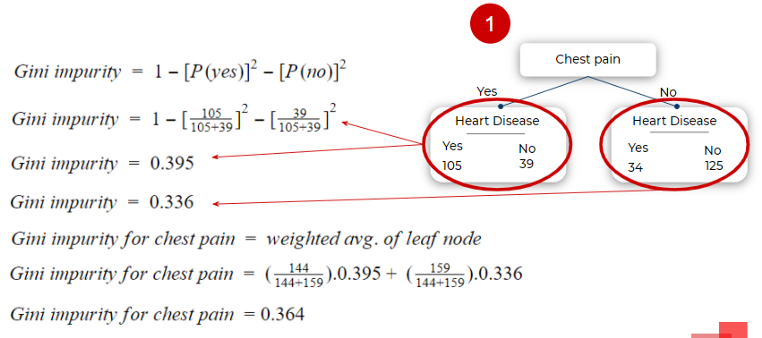 1
Chest pain
Yes
No
Heart Disease
Yes No
105 39
Heart Disease
Yes No
34 125
Gini impurity = 1 – [P(yes)]² – [P(no)]²
Gini impurity = 1 – [105/(105+39)]² – [39/(105+39)]²
Gini impurity = 0.395
Gini impurity = 0.336
Gini impurity for chest pain = weighted avg. of leaf node
Gini impurity for chest pain = (144/(144+159)).0.395 + (159/(144+159)).0.336
Gini impurity for chest pain = 0.364